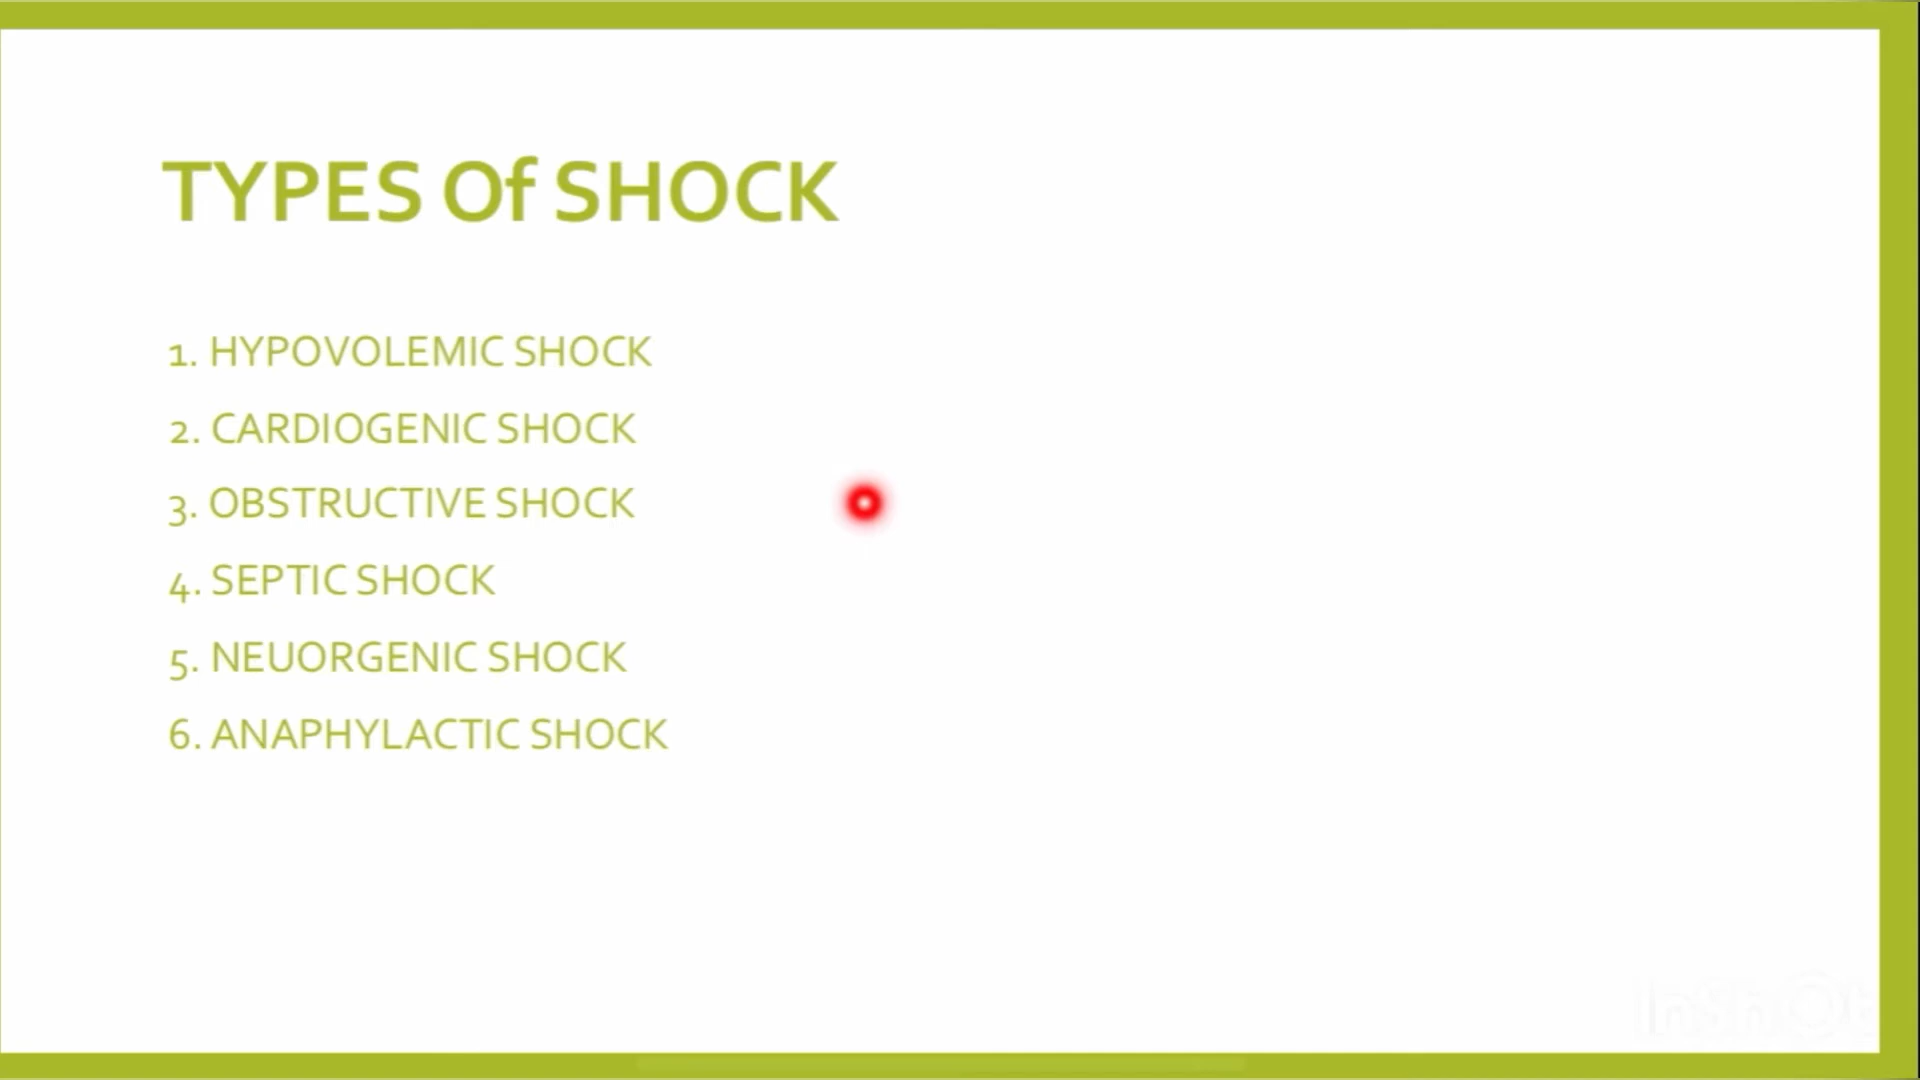 TYPES Of SHOCK
1. HYPOVOLEMIC SHOCK
2. CARDIOGENIC SHOCK
3. OBSTRUCTIVE SHOCK
4. SEPTIC SHOCK
5. NEUORGENIC SHOCK
6. ANAPHYLACTIC SHOCK
InShOt